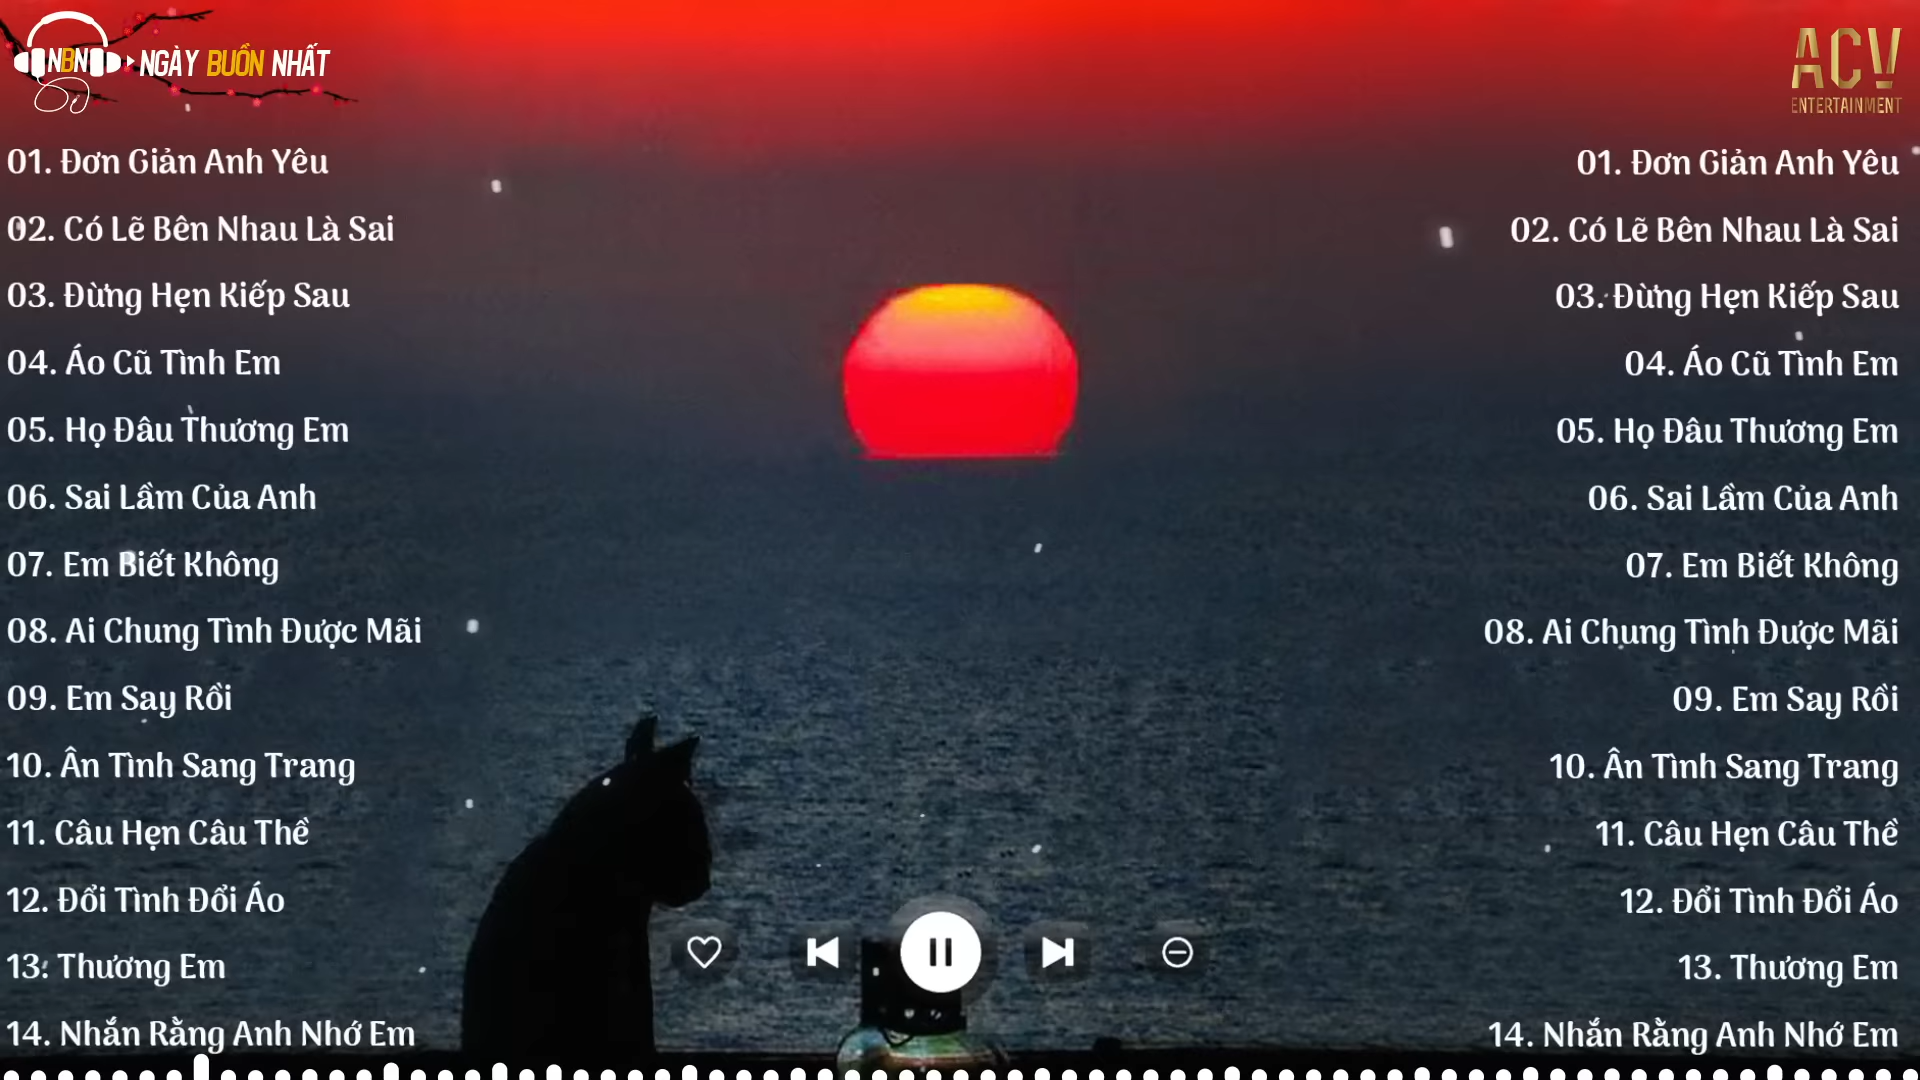 NBN
NGÀY BUỒN NHẤT
ACV
ENTERTAINMENT
01. Đơn Giản Anh Yêu
02. Có Lẽ Bên Nhau Là Sai
03. Đừng Hẹn Kiếp Sau
04. Áo Cũ Tình Em
05. Họ Đâu Thương Em
06. Sai Lầm Của Anh
07. Em Biết Không
08. Ai Chung Tình Được Mãi
09. Em Say Rồi
10. Ân Tình Sang Trang
11. Câu Hẹn Câu Thề
12. Đổi Tình Đổi Áo
13. Thương Em
14. Nhắn Rằng Anh Nhớ Em
01. Đơn Giản Anh Yêu
02. Có Lẽ Bên Nhau Là Sai
03. Đừng Hẹn Kiếp Sau
04. Áo Cũ Tình Em
05. Họ Đâu Thương Em
06. Sai Lầm Của Anh
07. Em Biết Không
08. Ai Chung Tình Được Mãi
09. Em Say Rồi
10. Ân Tình Sang Trang
11. Câu Hẹn Câu Thề
12. Đổi Tình Đổi Áo
13. Thương Em
14. Nhắn Rằng Anh Nhớ Em